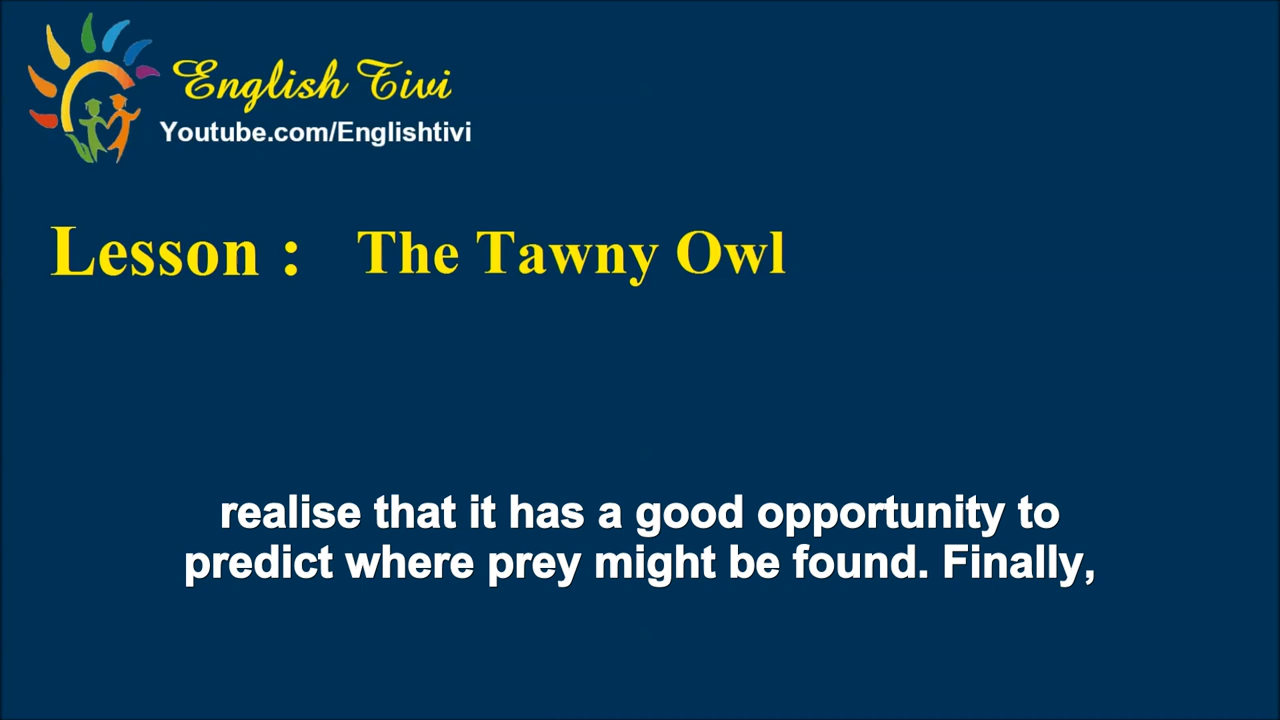 English Tivi
Youtube.com/Englishtivi
Lesson : The Tawny Owl
realise that it has a good opportunity to
predict where prey might be found. Finally,